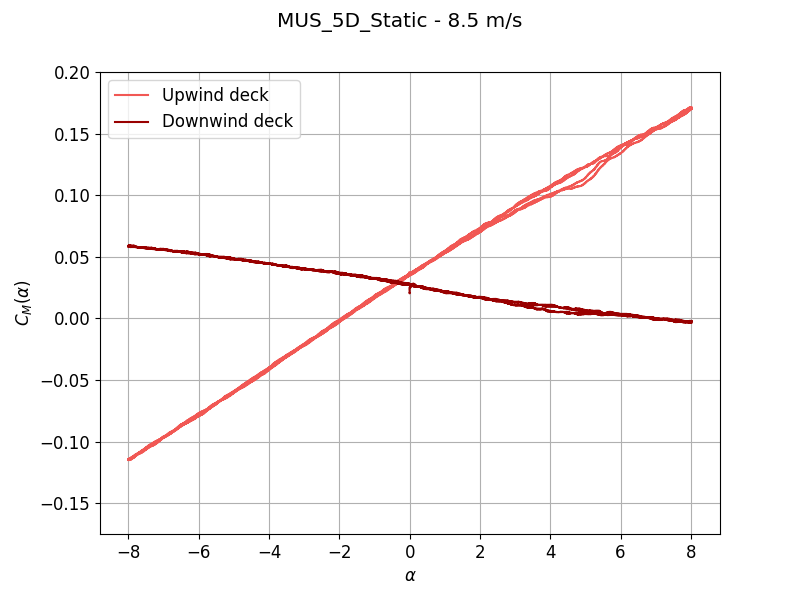 MUS_5D_Static - 8.5 m/s
Upwind deck
Downwind deck
0.20
0.15
0.10
0.05
0.00
−0.05
−0.10
−0.15
C_M(α)
−8 −6 −4 −2 0 2 4 6 8
α